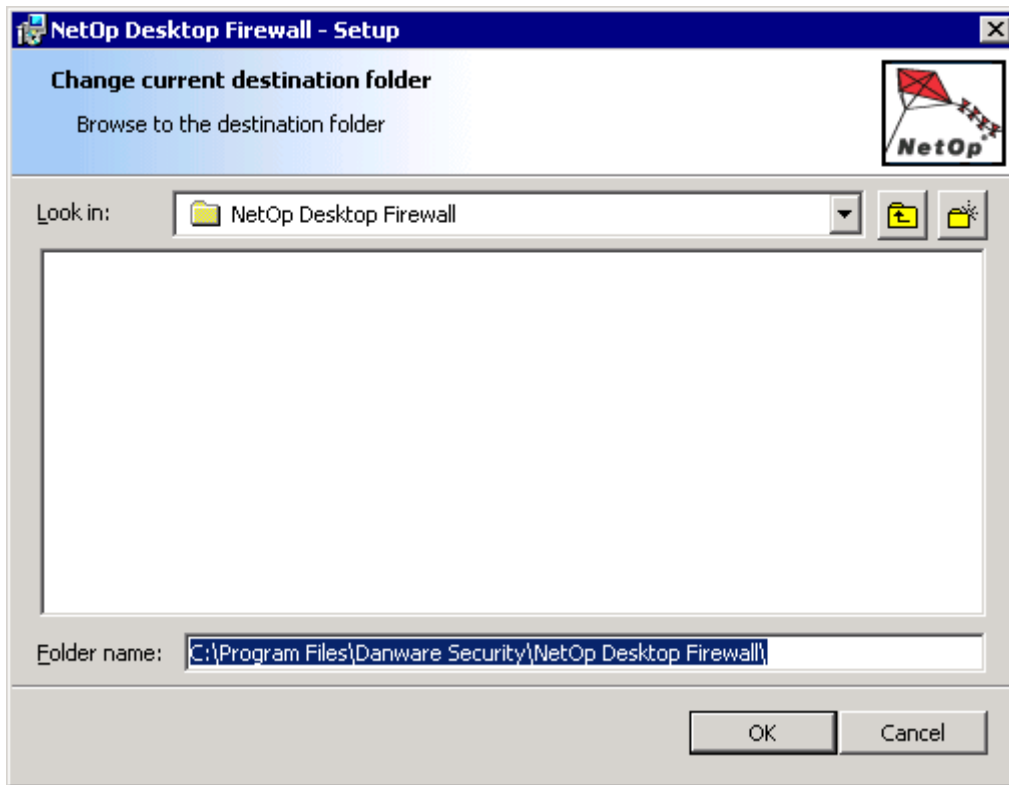 NetOp Desktop Firewall - Setup
Change current destination folder
Browse to the destination folder
NetOp®
Look in:
NetOp Desktop Firewall
Folder name:
C:\Program Files\Danware Security\NetOp Desktop Firewall\
OK
Cancel